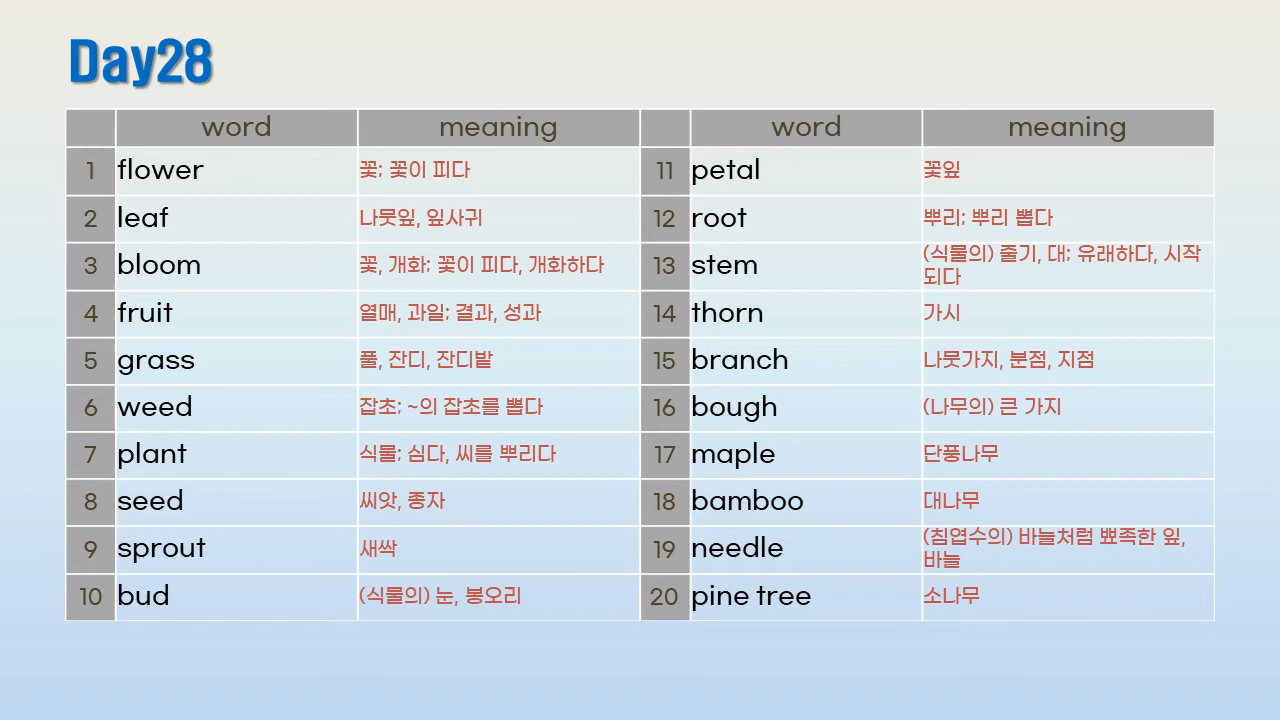 Day28
word meaning word meaning
1 flower 꽃; 꽃이 피다 11 petal 꽃잎
2 leaf 나뭇잎, 잎사귀 12 root 뿌리; 뿌리 뽑다
3 bloom 꽃, 개화; 꽃이 피다, 개화하다 13 stem (식물의) 줄기, 대; 유래하다, 시작
되다
4 fruit 열매, 과일; 결과, 성과 14 thorn 가시
5 grass 풀, 잔디, 잔디밭 15 branch 나뭇가지, 분점, 지점
6 weed 잡초; ~의 잡초를 뽑다 16 bough (나무의) 큰 가지
7 plant 식물; 심다, 씨를 뿌리다 17 maple 단풍나무
8 seed 씨앗, 종자 18 bamboo 대나무
9 sprout 새싹 19 needle (침엽수의) 바늘처럼 뾰족한 잎,
바늘
10 bud (식물의) 눈, 봉오리 20 pine tree 소나무